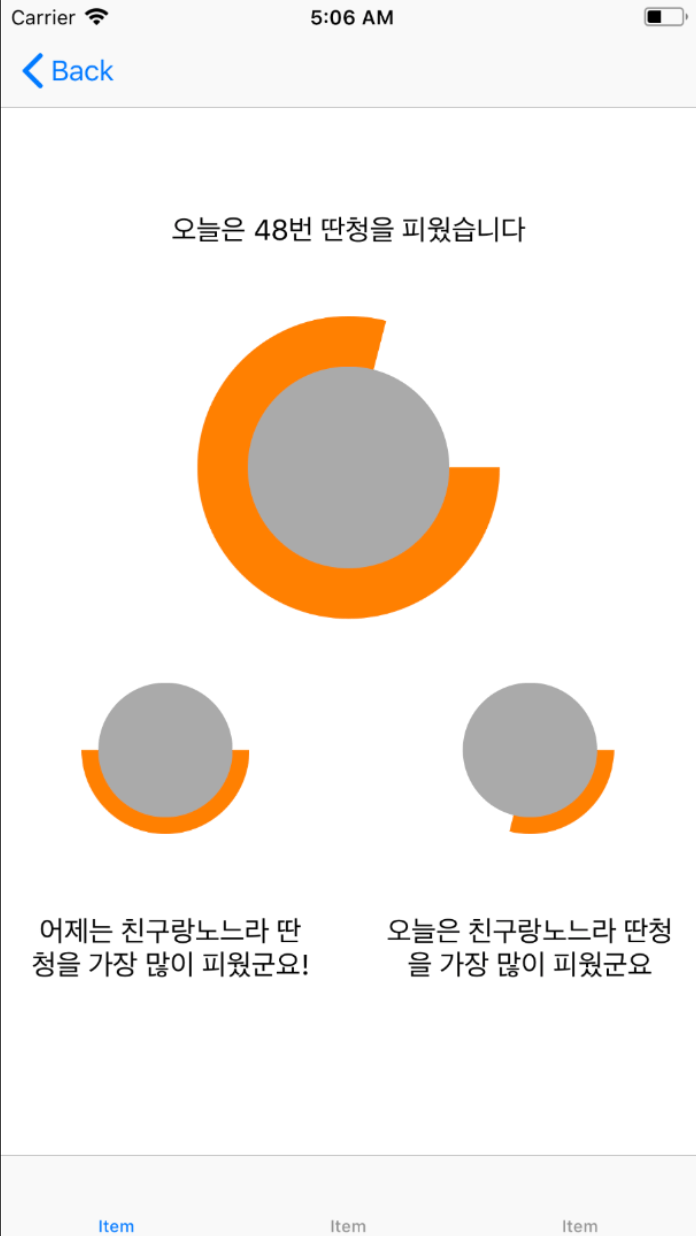 Carrier 5:06 AM
Back
오늘은 48번 딴청을 피웠습니다
어제는 친구랑노느라 딴
청을 가장 많이 피웠군요!
오늘은 친구랑노느라 딴청
을 가장 많이 피웠군요
Item Item Item